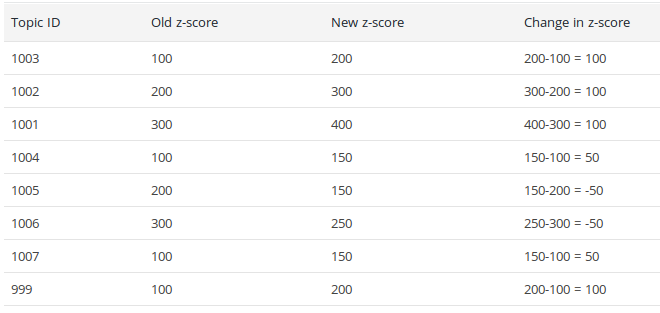 Topic ID Old z-score New z-score Change in z-score
1003 100 200 200-100 = 100
1002 200 300 300-200 = 100
1001 300 400 400-300 = 100
1004 100 150 150-100 = 50
1005 200 150 150-200 = -50
1006 300 250 250-300 = -50
1007 100 150 150-100 = 50
999 100 200 200-100 = 100